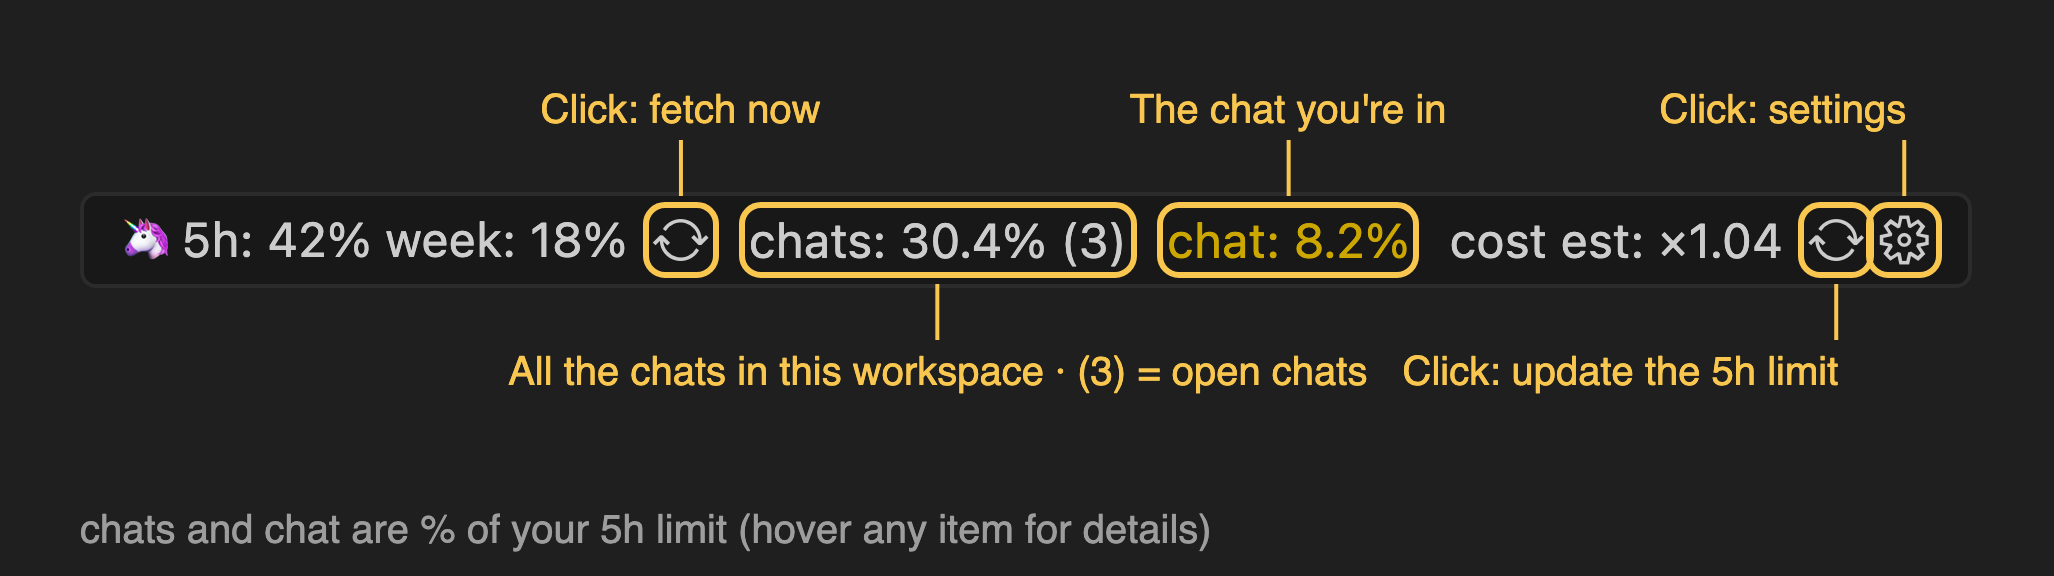 Click: fetch now
The chat you're in
Click: settings
5h: 42% week: 18%
chats: 30.4% (3)
chat: 8.2%
cost est: ×1.04
All the chats in this workspace · (3) = open chats
Click: update the 5h limit
chats and chat are % of your 5h limit (hover any item for details)